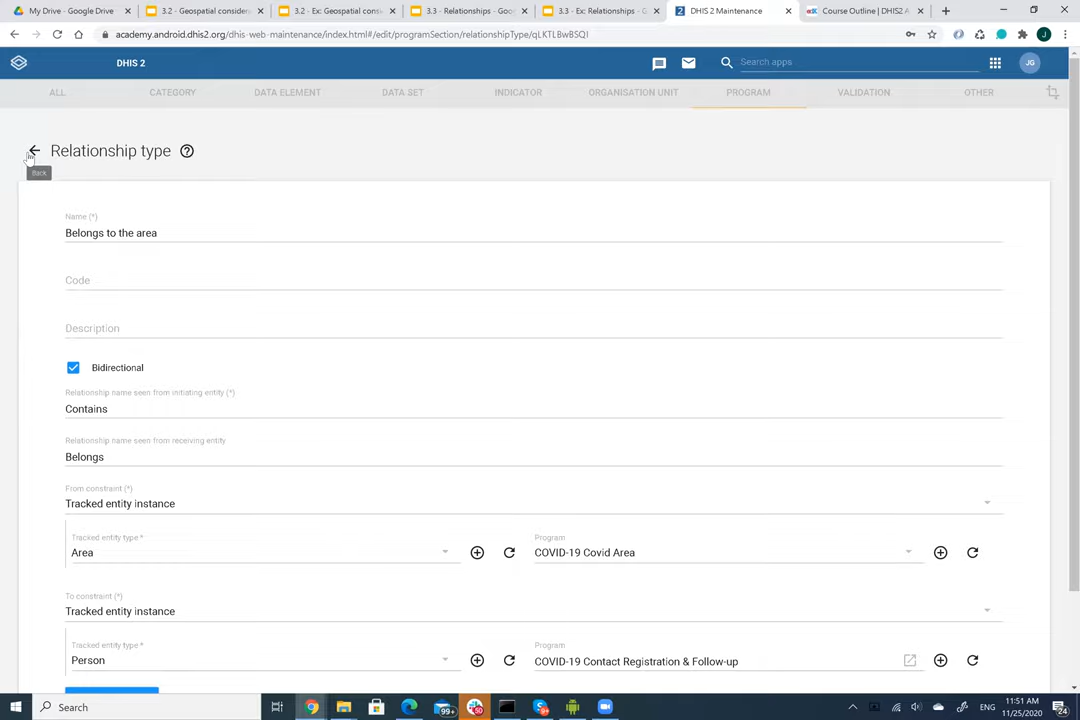 My Drive - Google Drive
3.2 - Geospatial consider
3.2 - Ex: Geospatial consi
3.3 - Relationships - Goog
3.3 - Ex: Relationships - G
DHIS 2 Maintenance
Course Outline | DHIS2 A
academy.android.dhis2.org/dhis-web-maintenance/index.html#/edit/programSection/relationshipType/qLKTLBwBSQI
DHIS 2
Search apps
JG
ALL
CATEGORY
DATA ELEMENT
DATA SET
INDICATOR
ORGANISATION UNIT
PROGRAM
VALIDATION
OTHER
Relationship type
Back
Name (*)
Belongs to the area
Code
Description
Bidirectional
Relationship name seen from initiating entity (*)
Contains
Relationship name seen from receiving entity
Belongs
From constraint (*)
Tracked entity instance
Tracked entity type *
Area
Program
COVID-19 Covid Area
To constraint (*)
Tracked entity instance
Tracked entity type *
Person
Program
COVID-19 Contact Registration & Follow-up
Search
99+
ENG
11:51 AM
11/25/2020
24